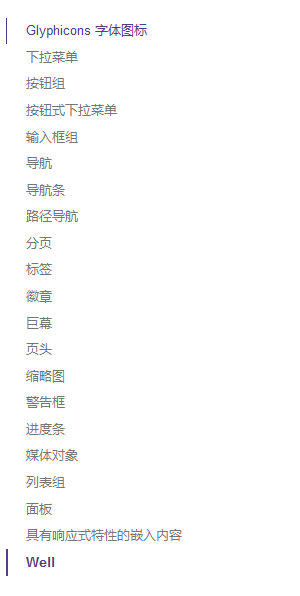 Glyphicons 字体图标
下拉菜单
按钮组
按钮式下拉菜单
输入框组
导航
导航条
路径导航
分页
标签
徽章
巨幕
页头
缩略图
警告框
进度条
媒体对象
列表组
面板
具有响应式特性的嵌入内容
Well